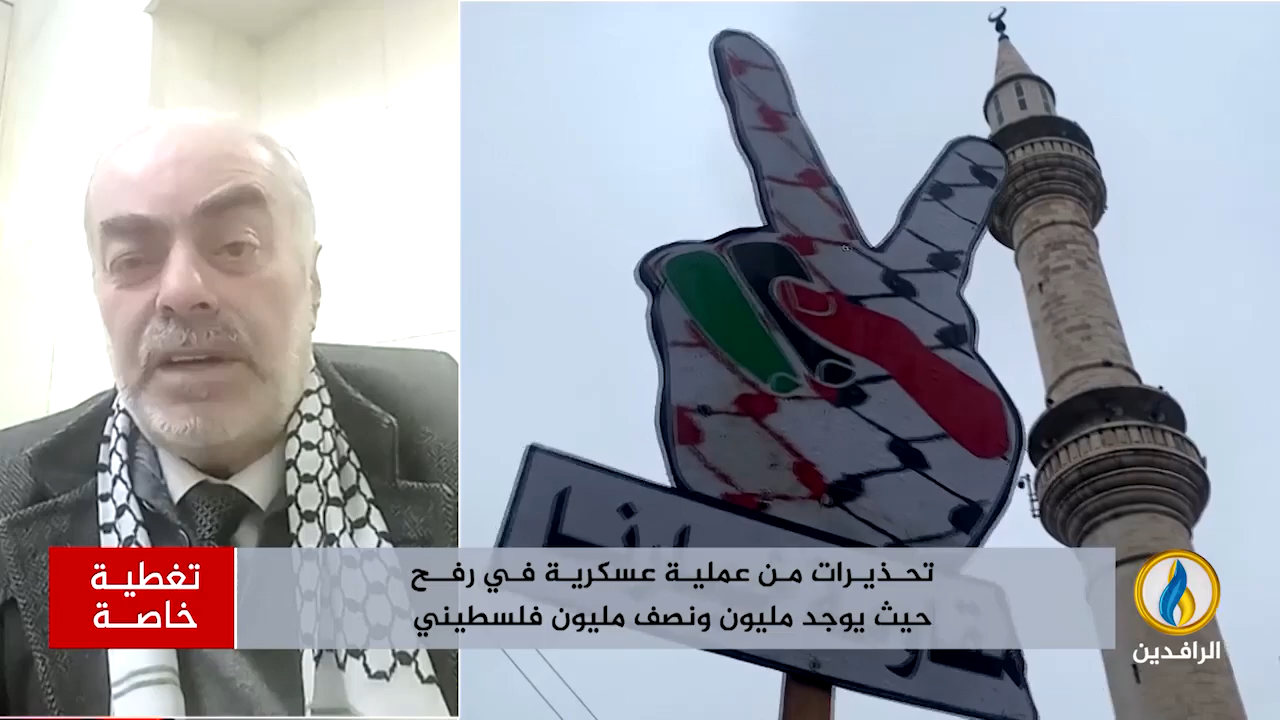 تغطية
خاصة
تحذيرات من عملية عسكرية في رفح
حيث يوجد مليون ونصف مليون فلسطيني
الرافدين